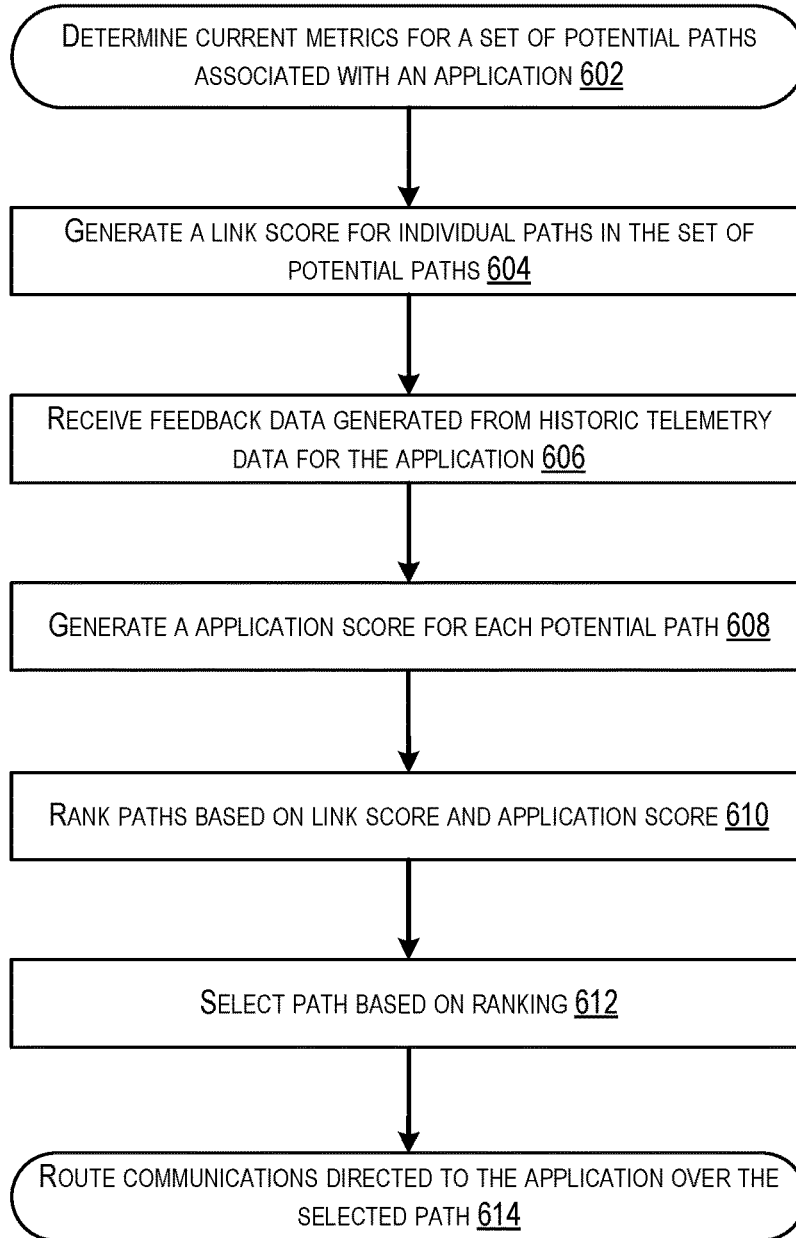 DETERMINE CURRENT METRICS FOR A SET OF POTENTIAL PATHS
ASSOCIATED WITH AN APPLICATION 602
GENERATE A LINK SCORE FOR INDIVIDUAL PATHS IN THE SET OF
POTENTIAL PATHS 604
RECEIVE FEEDBACK DATA GENERATED FROM HISTORIC TELEMETRY
DATA FOR THE APPLICATION 606
GENERATE A APPLICATION SCORE FOR EACH POTENTIAL PATH 608
RANK PATHS BASED ON LINK SCORE AND APPLICATION SCORE 610
SELECT PATH BASED ON RANKING 612
ROUTE COMMUNICATIONS DIRECTED TO THE APPLICATION OVER THE
SELECTED PATH 614